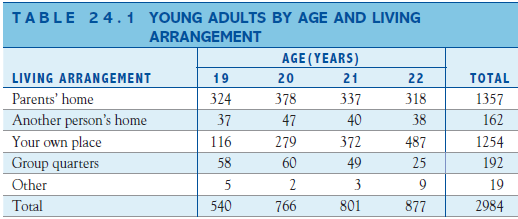 TABLE 24.1 YOUNG ADULTS BY AGE AND LIVING
ARRANGEMENT
AGE (YEARS)
LIVING ARRANGEMENT 19 20 21 22 TOTAL
Parents' home 324 378 337 318 1357
Another person's home 37 47 40 38 162
Your own place 116 279 372 487 1254
Group quarters 58 60 49 25 192
Other 5 2 3 9 19
Total 540 766 801 877 2984